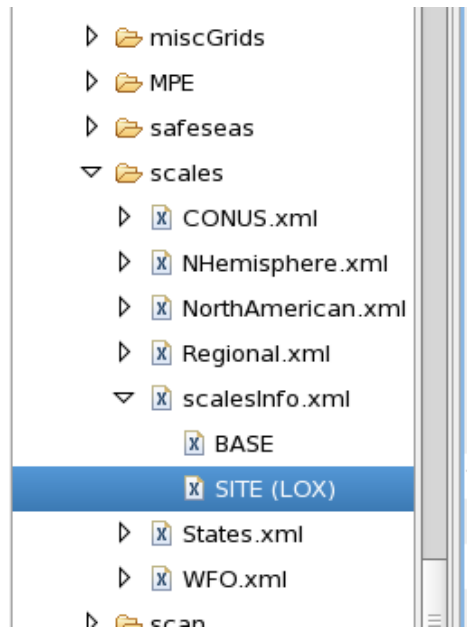 miscGrids
MPE
safeseas
scales
CONUS.xml
NHemisphere.xml
NorthAmerican.xml
Regional.xml
scalesInfo.xml
BASE
SITE (LOX)
States.xml
WFO.xml
scan